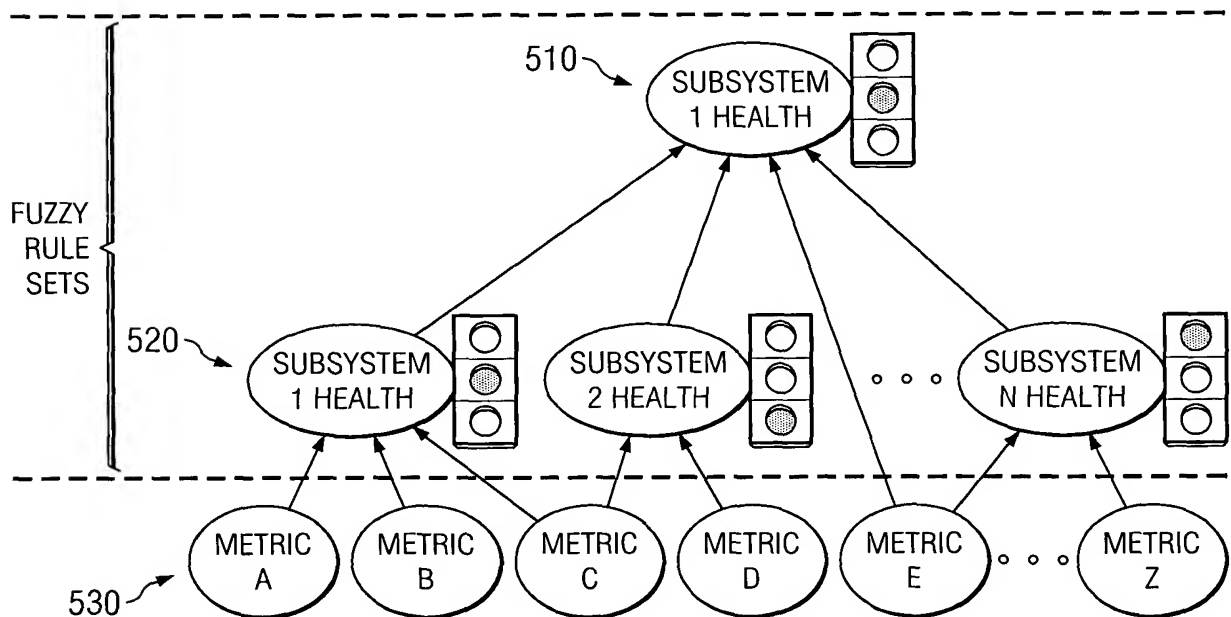 510
SUBSYSTEM
1 HEALTH
FUZZY
RULE
SETS
520
SUBSYSTEM
1 HEALTH
SUBSYSTEM
2 HEALTH
SUBSYSTEM
N HEALTH
530
METRIC
A
METRIC
B
METRIC
C
METRIC
D
METRIC
E
METRIC
Z